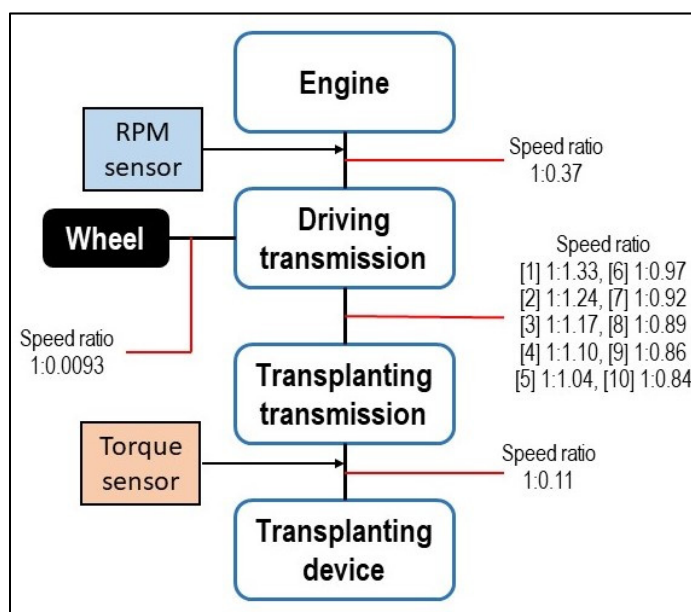 Engine
RPM
sensor
Speed ratio
1:0.37
Wheel
Driving
transmission
Speed ratio
[1] 1:1.33, [6] 1:0.97
[2] 1:1.24, [7] 1:0.92
[3] 1:1.17, [8] 1:0.89
[4] 1:1.10, [9] 1:0.86
[5] 1:1.04, [10] 1:0.84
Speed ratio
1:0.0093
Transplanting
transmission
Torque
sensor
Speed ratio
1:0.11
Transplanting
device